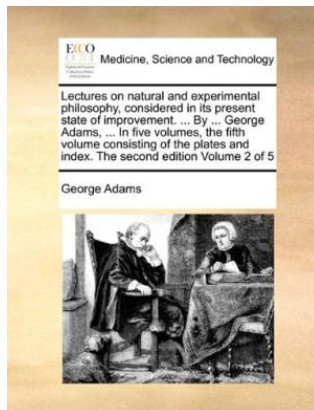 ECCO
Medicine, Science and Technology
Lectures on natural and experimental
philosophy, considered in its present
state of improvement. ... By ... George
Adams, ... In five volumes, the fifth
volume consisting of the plates and
index. The second edition Volume 2 of 5
George Adams